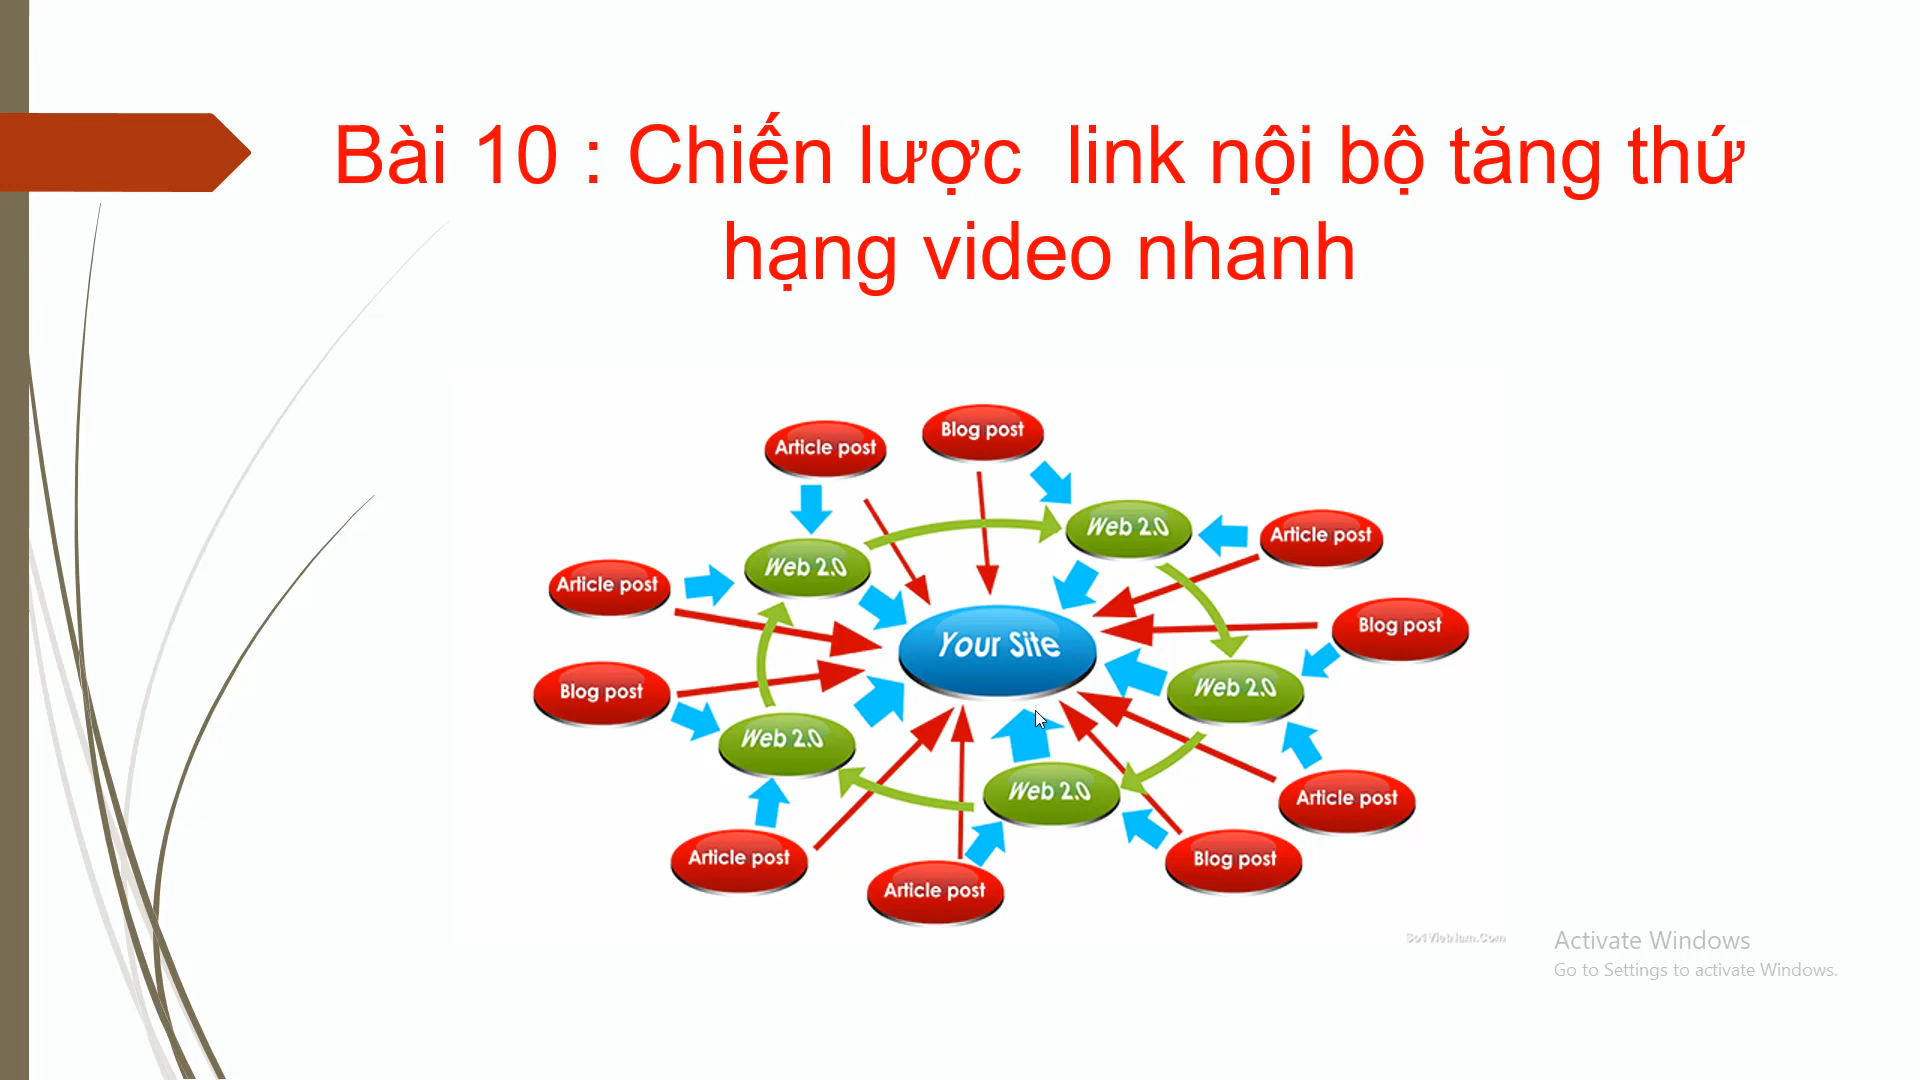 Bài 10 : Chiến lược  link nội bộ tăng thứ
hạng video nhanh
Blog post
Article post
Web 2.0
Article post
Web 2.0
Article post
Blog post
Your Site
Web 2.0
Blog post
Web 2.0
Web 2.0
Article post
Article post
Blog post
Article post
So1VietNam.Com
Activate Windows
Go to Settings to activate Windows.